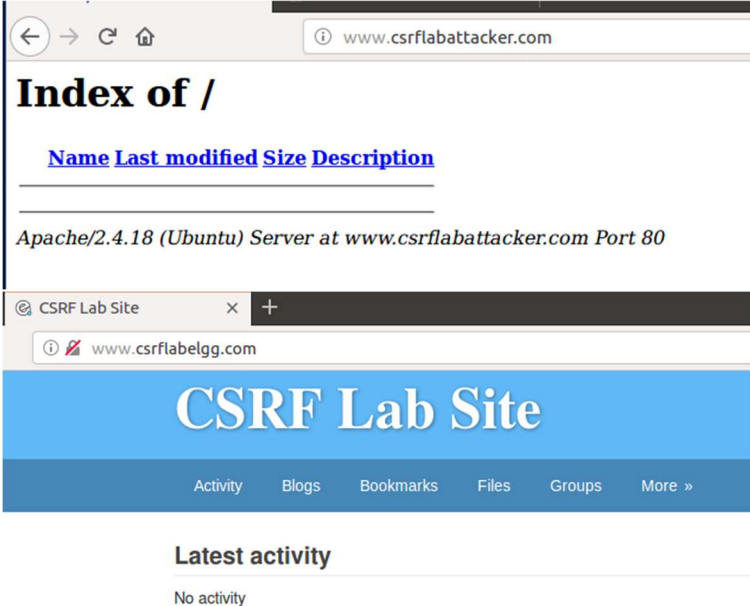 www.csrflabattacker.com
Index of /
Name Last modified Size Description
Apache/2.4.18 (Ubuntu) Server at www.csrflabattacker.com Port 80
CSRF Lab Site
www.csrflabelgg.com
CSRF Lab Site
Activity Blogs Bookmarks Files Groups More »
Latest activity
No activity